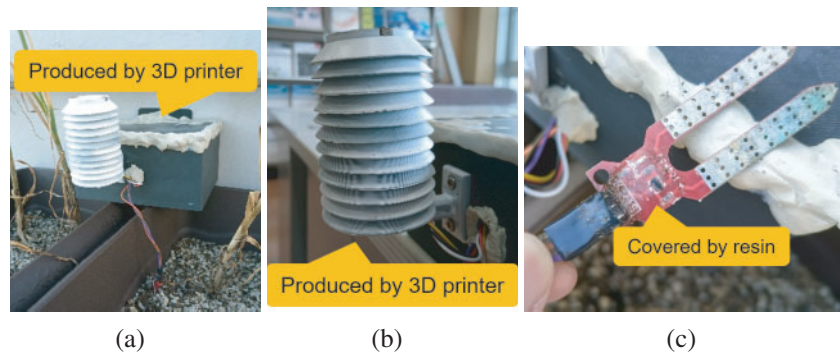 Produced by 3D printer
Produced by 3D printer
Covered by resin
(a)
(b)
(c)